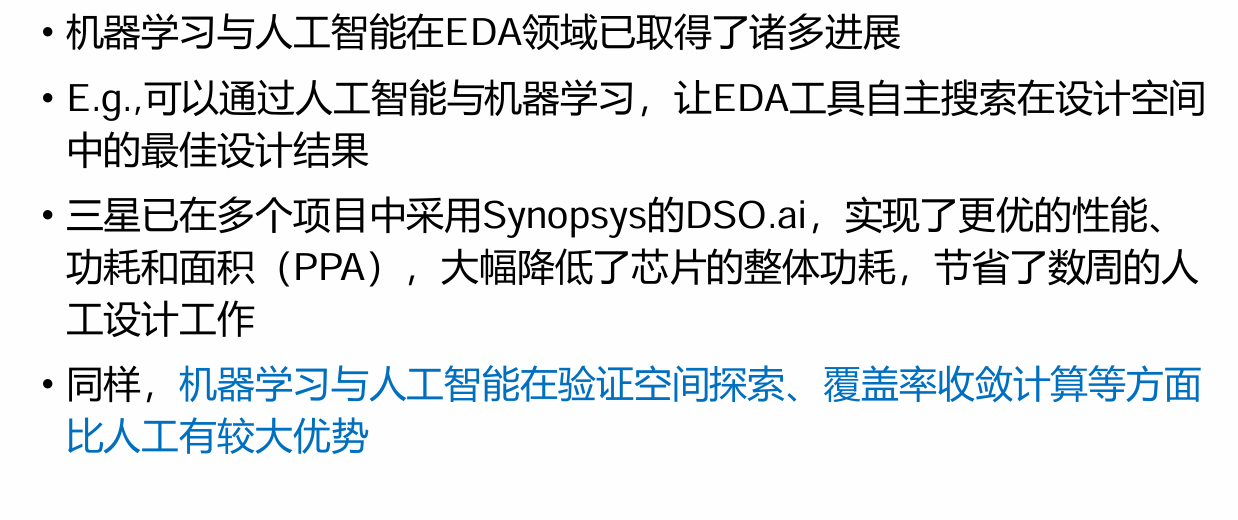 • 机器学习与人工智能在EDA领域已取得了诸多进展
• E.g.,可以通过人工智能与机器学习，让EDA工具自主搜索在设计空间
中的最佳设计结果
• 三星已在多个项目中采用Synopsys的DSO.ai，实现了更优的性能、
功耗和面积（PPA），大幅降低了芯片的整体功耗，节省了数周的人
工设计工作
• 同样，机器学习与人工智能在验证空间探索、覆盖率收敛计算等方面
比人工有较大优势